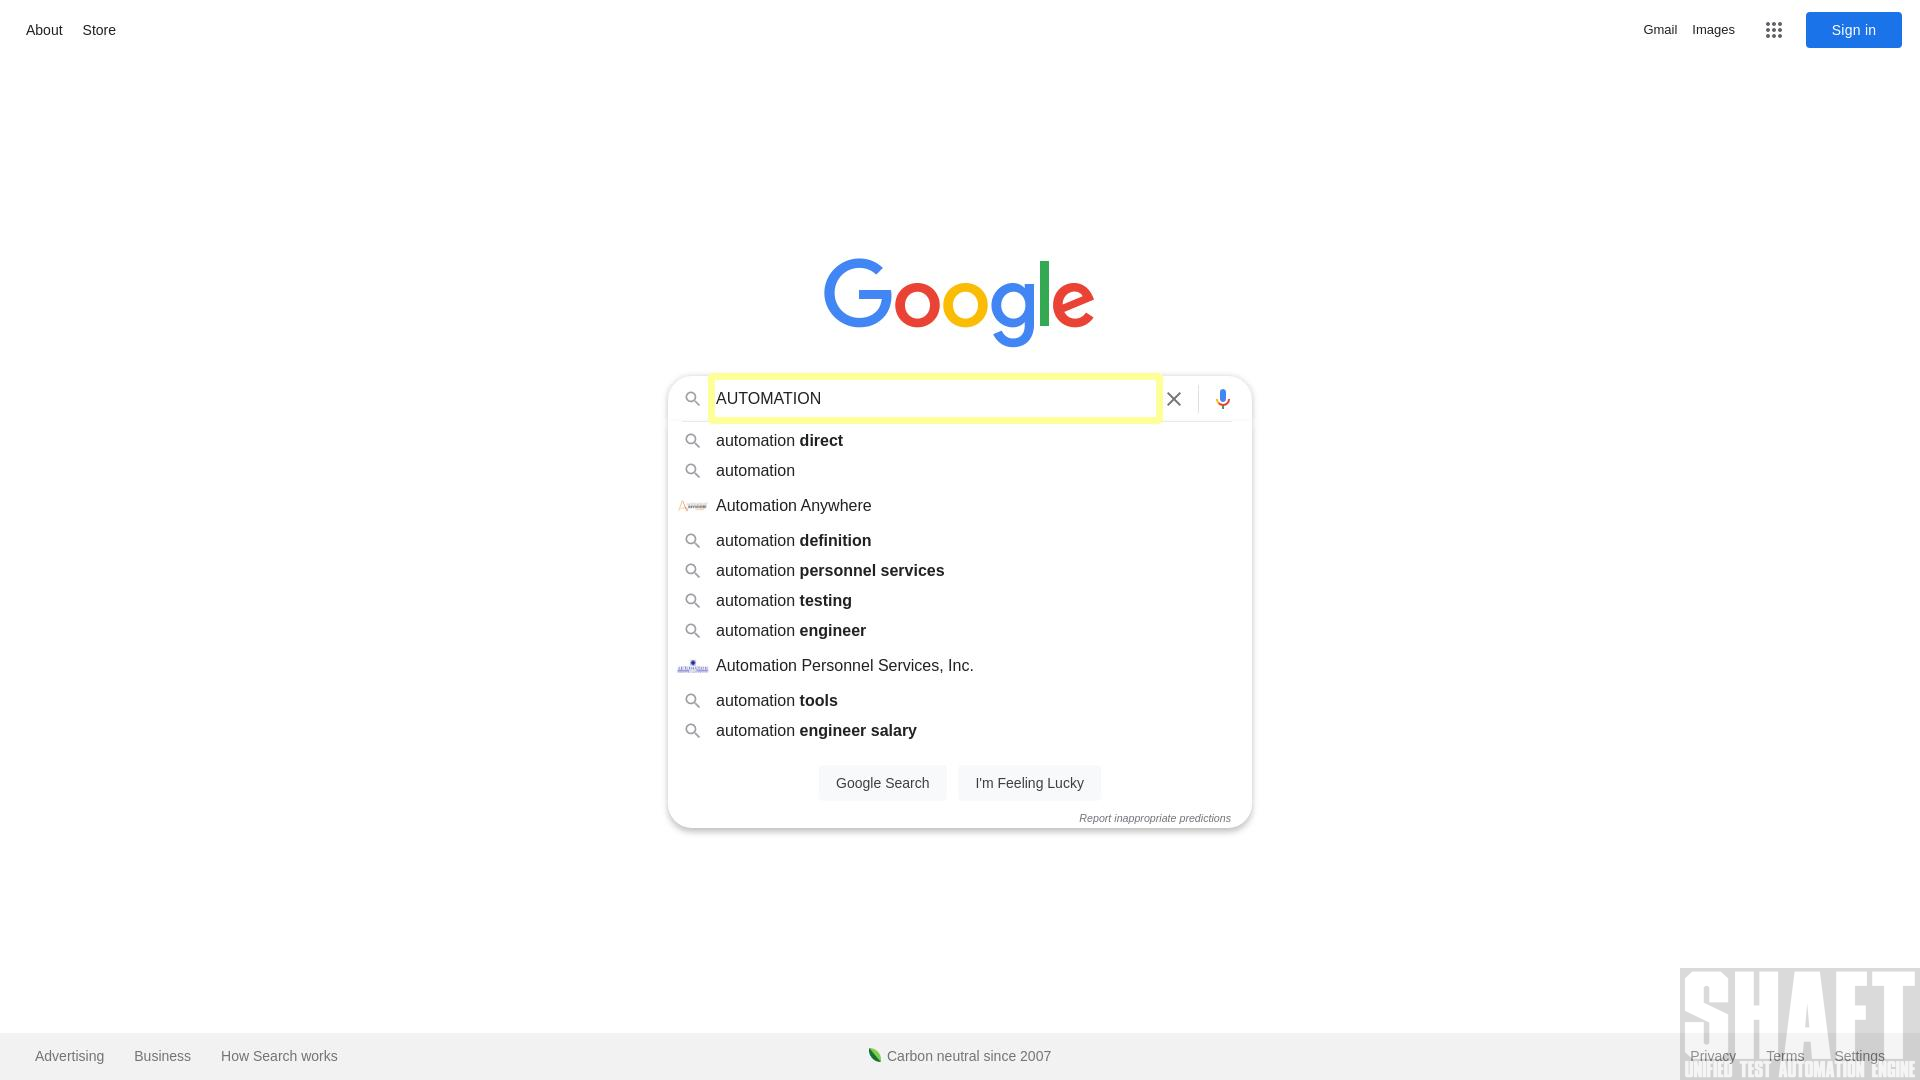 About Store
Gmail Images Sign in
Google
AUTOMATION
automation direct
automation
Automation Anywhere
automation definition
automation personnel services
automation testing
automation engineer
Automation Personnel Services, Inc.
automation tools
automation engineer salary
Google Search I'm Feeling Lucky
Report inappropriate predictions
SHAFT
Advertising Business How Search works Carbon neutral since 2007 Privacy Terms Settings
UNIFIED TEST AUTOMATION ENGINE